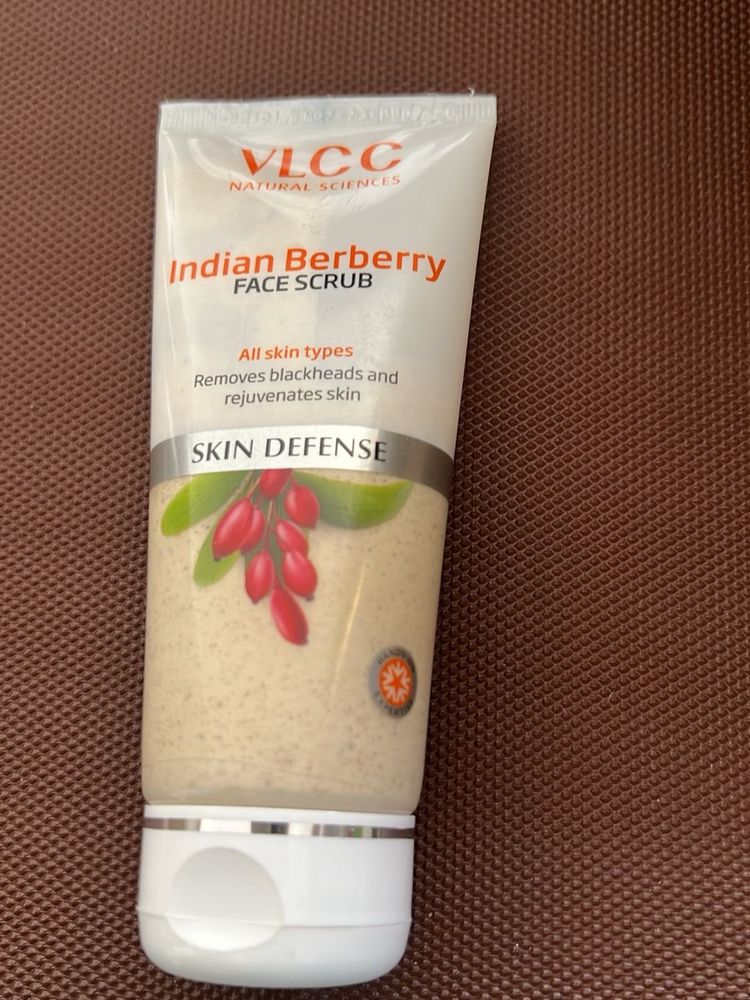 VLCC
NATURAL SCIENCES
Indian Berberry
FACE SCRUB
All skin types
Removes blackheads and
rejuvenates skin
SKIN DEFENSE